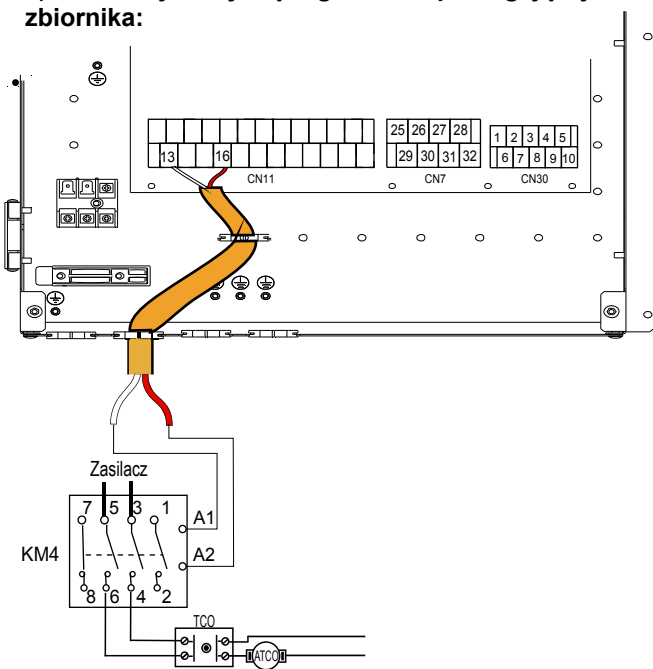 zbiornika:
25 26 27 28
1 2 3 4 5
13 16
29 30 31 32
6 7 8 9 10
CN11
CN7
CN30
Zasilacz
7 5 3 1
A1
KM4
A2
8 6 4 2
TCO
ATCO